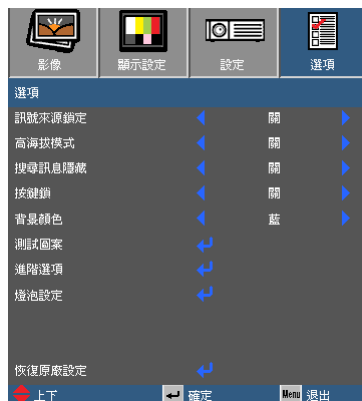 影像 顯示設定 設定 選項
選項
訊號來源鎖定 關
高海拔模式 關
搜尋訊息隱藏 關
按鍵鎖 關
背景顏色 藍
測試圖案
進階選項
燈泡設定
恢復原廠設定
上下 確定 Menu 退出